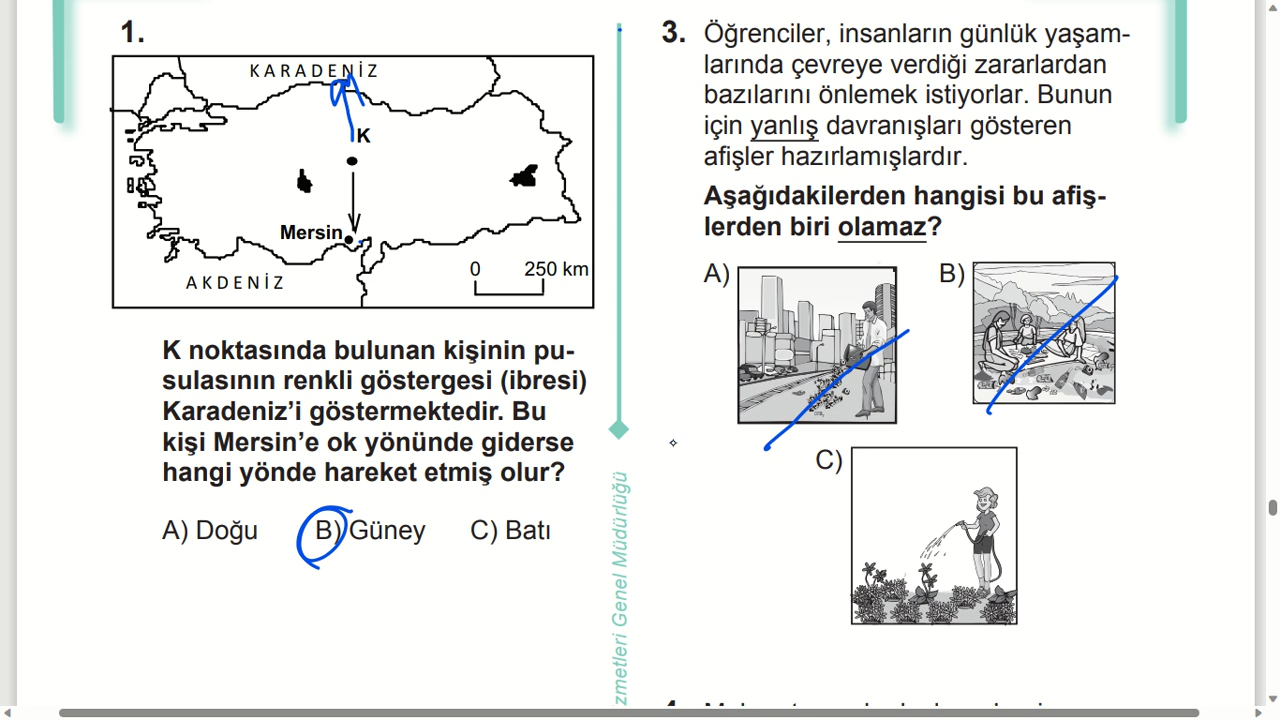 1.
KARADENİZ
K
Mersin
AKDENİZ
0 250 km
K noktasında bulunan kişinin pu-
sulasının renkli göstergesi (ibresi)
Karadeniz’i göstermektedir. Bu
kişi Mersin’e ok yönünde giderse
hangi yönde hareket etmiş olur?
A) Doğu B) Güney C) Batı
zmetleri Genel Müdürlüğü
3. Öğrenciler, insanların günlük yaşam-
larında çevreye verdiği zararlardan
bazılarını önlemek istiyorlar. Bunun
için yanlış davranışları gösteren
afişler hazırlamışlardır.
Aşağıdakilerden hangisi bu afiş-
lerden biri olamaz?
A) B)
C)